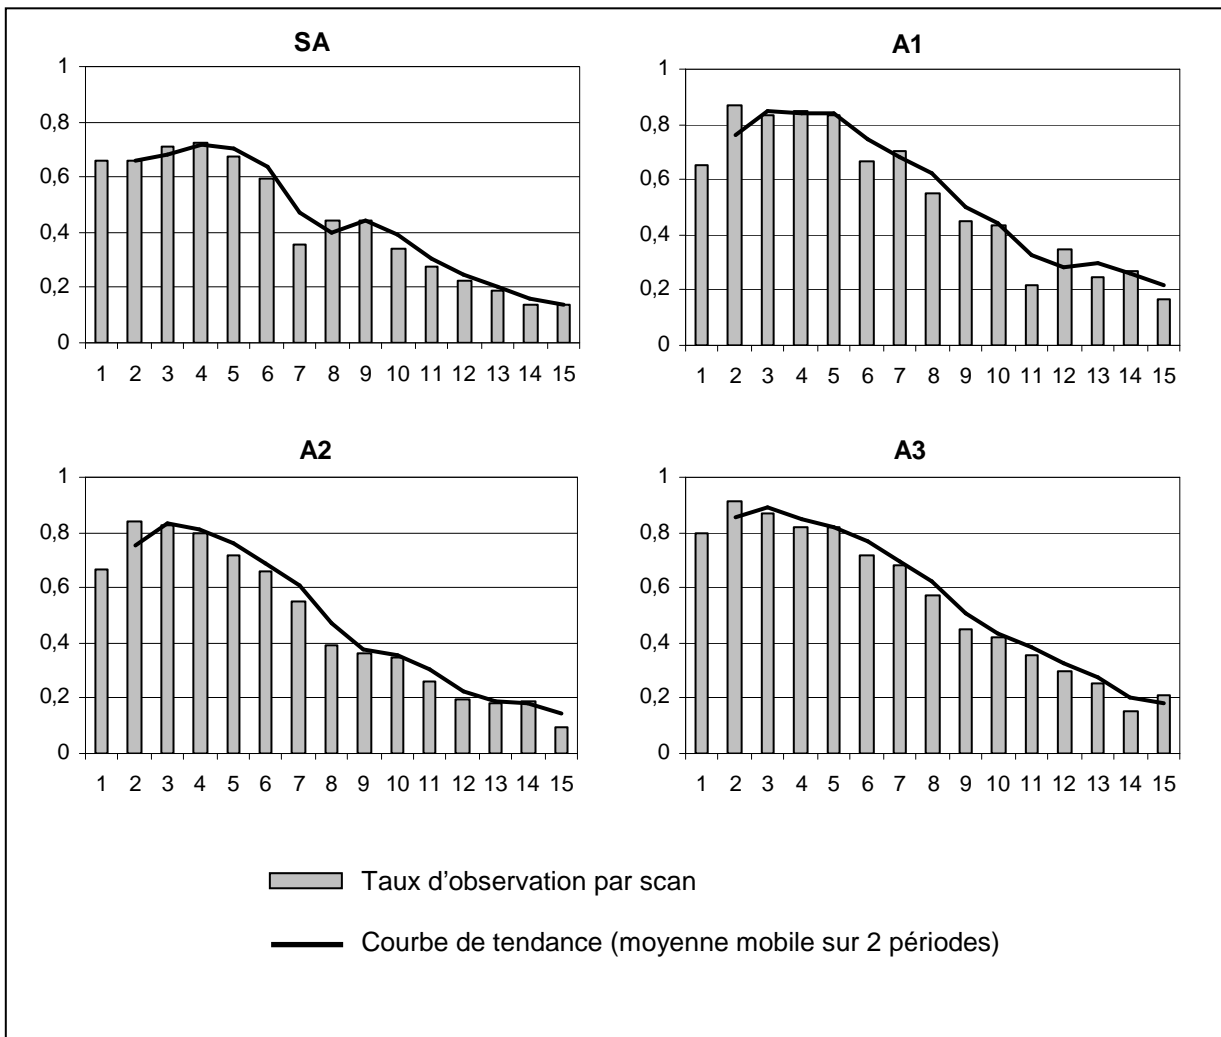 SA
1
0,8
0,6
0,4
0,2
0
1 2 3 4 5 6 7 8 9 10 11 12 13 14 15
A1
1
0,8
0,6
0,4
0,2
0
1 2 3 4 5 6 7 8 9 10 11 12 13 14 15
A2
1
0,8
0,6
0,4
0,2
0
1 2 3 4 5 6 7 8 9 10 11 12 13 14 15
A3
1
0,8
0,6
0,4
0,2
0
1 2 3 4 5 6 7 8 9 10 11 12 13 14 15
Taux d'observation par scan
Courbe de tendance (moyenne mobile sur 2 périodes)